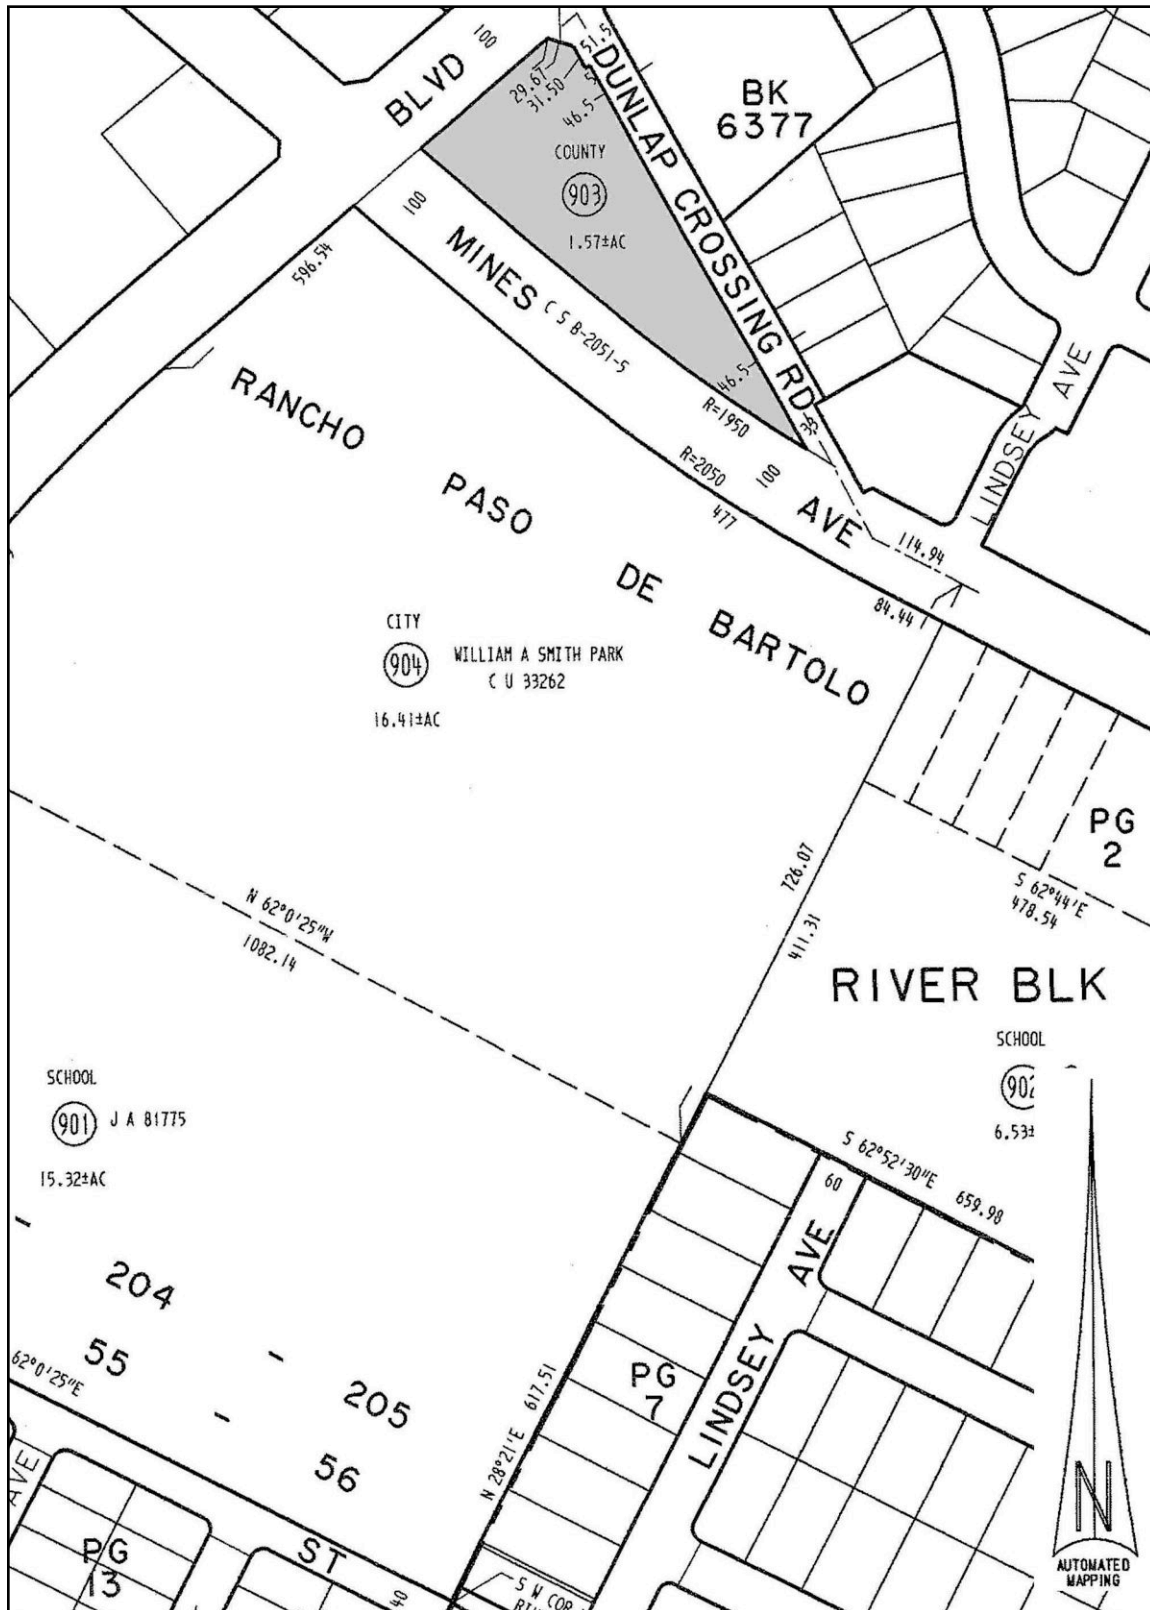 100
BLVD
29.67
31.50
46.5
51.5
DUNLAP CROSSING RD
BK
6377
COUNTY
903
1.57±AC
100
MINES
C S B-2051-5
596.54
46.5
R=1950
R=2050
477
100
AVE
LINDSEY AVE
114.94
84.44
RANCHO
PASO
DE
BARTOLO
CITY
904
WILLIAM A SMITH PARK
C U 33262
16.41±AC
PG
2
S 62°44'E
478.54
726.07
411.31
N 62°0'25"W
1082.14
RIVER BLK
SCHOOL
902
6.53±
SCHOOL
901
J A 81775
15.32±AC
S 62°52'30"E
659.98
60
LINDSEY AVE
204
55
205
56
62°0'25"E
PG
7
N 28°21'E
617.51
AVE
PG
13
ST
40
S W COR
N
AUTOMATED
MAPPING